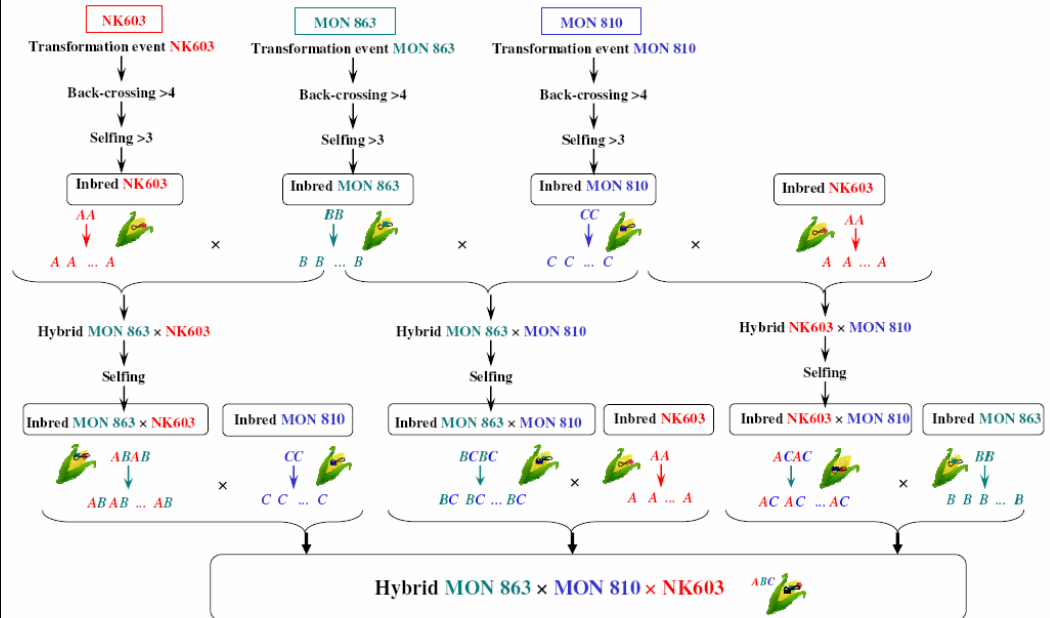 NK603
MON 863
MON 810
Transformation event NK603
Transformation event MON 863
Transformation event MON 810
Back-crossing >4
Back-crossing >4
Back-crossing >4
Selfing >3
Selfing >3
Selfing >3
Inbred NK603
Inbred MON 863
Inbred MON 810
Inbred NK603
AA
BB
CC
AA
×
×
×
A A ... A
B B ... B
C C ... C
A A ... A
Hybrid MON 863 × NK603
Hybrid MON 863 × MON 810
Hybrid NK603 × MON 810
Selfing
Selfing
Selfing
Inbred MON 863 × NK603
Inbred MON 810
Inbred MON 863 × MON 810
Inbred NK603
Inbred NK603 × MON 810
Inbred MON 863
ABAB
CC
BCBC
AA
ACAC
BB
×
×
×
AB AB ... AB
C C ... C
BC BC ... BC
A A ... A
AC AC ... AC
B B B ... B
Hybrid MON 863 × MON 810 × NK603
ABC